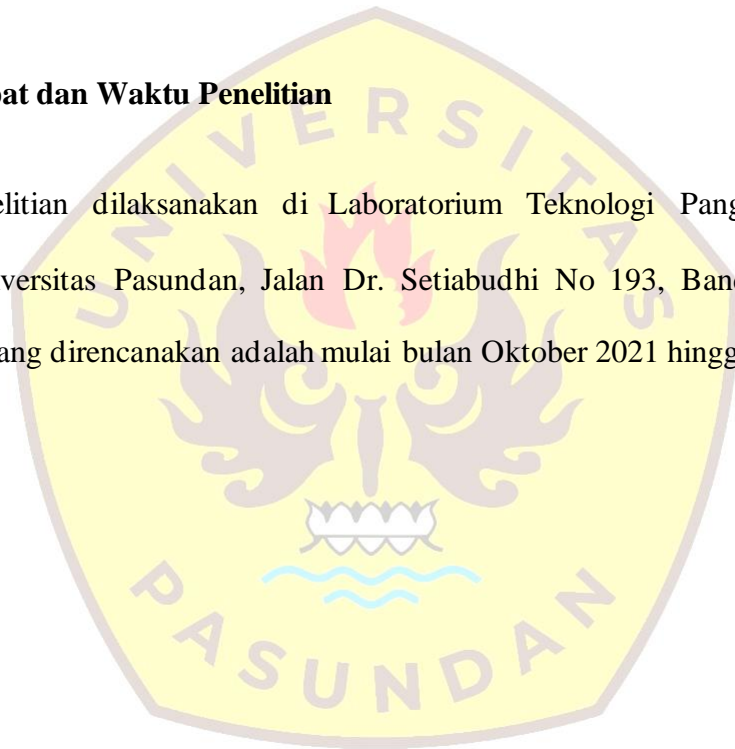 pat dan Waktu Penelitian
elitian dilaksanakan di Laboratorium Teknologi Pang
versitas Pasundan, Jalan Dr. Setiabudhi No 193, Band
ang direncanakan adalah mulai bulan Oktober 2021 hingg
UNIVERSITAS
PASUNDAN